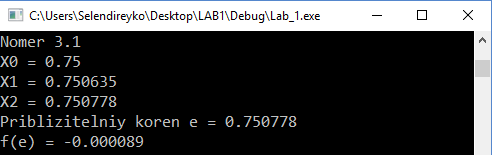 C:\Users\Selendireyko\Desktop\LAB1\Debug\Lab_1.exe
Nomer 3.1
X0 = 0.75
X1 = 0.750635
X2 = 0.750778
Priblizitelniy koren e = 0.750778
f(e) = -0.000089